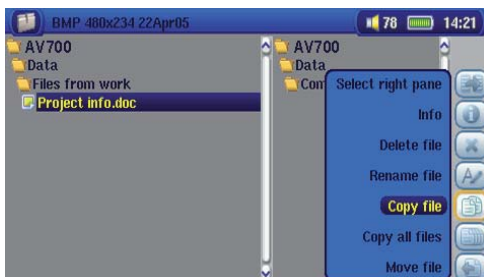 BMP 480x234 22Apr05
78 14:21
AV700
Data
Files from work
Project info.doc
AV700
Data
Select right pane
Info
Delete file
Rename file
Copy file
Copy all files
Move file